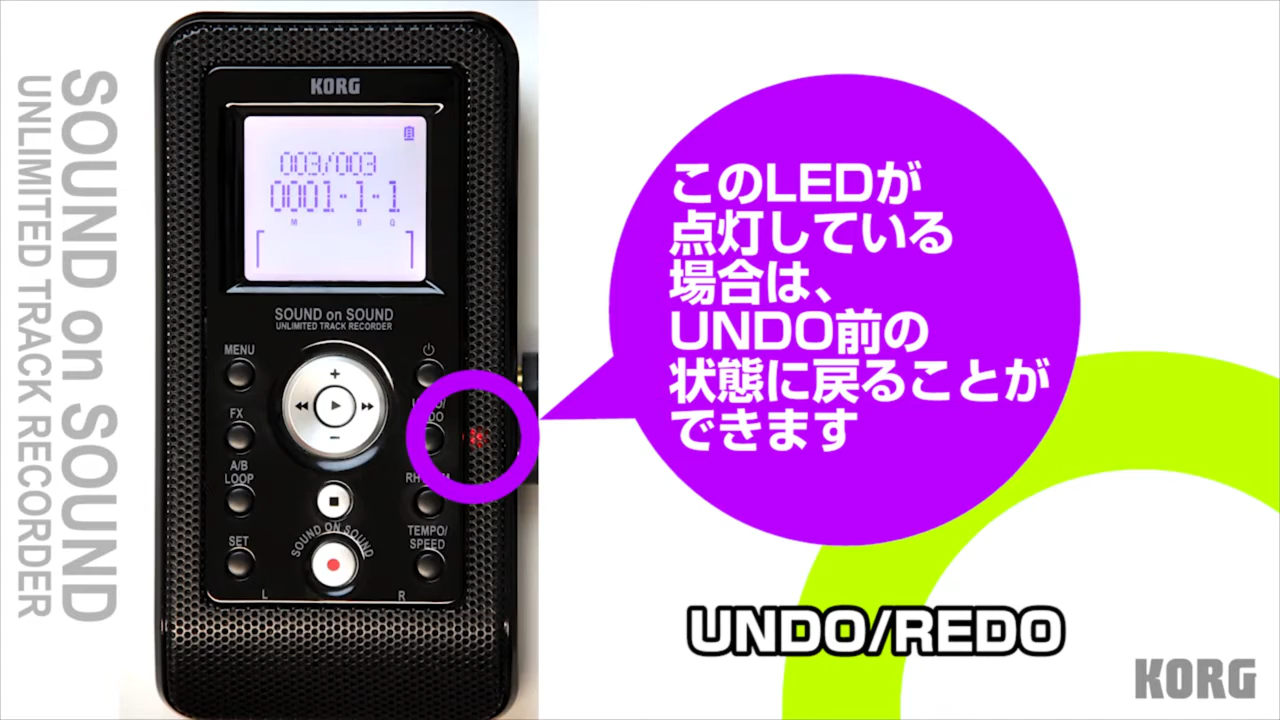 SOUND on SOUND
UNLIMITED TRACK RECORDER
KORG
003/003
0001·1·1
M B Q
SOUND on SOUND
UNLIMITED TRACK RECORDER
MENU
FX
A/B
LOOP
SET
SOUND ON SOUND
TEMPO/
SPEED
L R
このLEDが
点灯している
場合は、
UNDO前の
状態に戻ることが
できます
UNDO/REDO
KORG